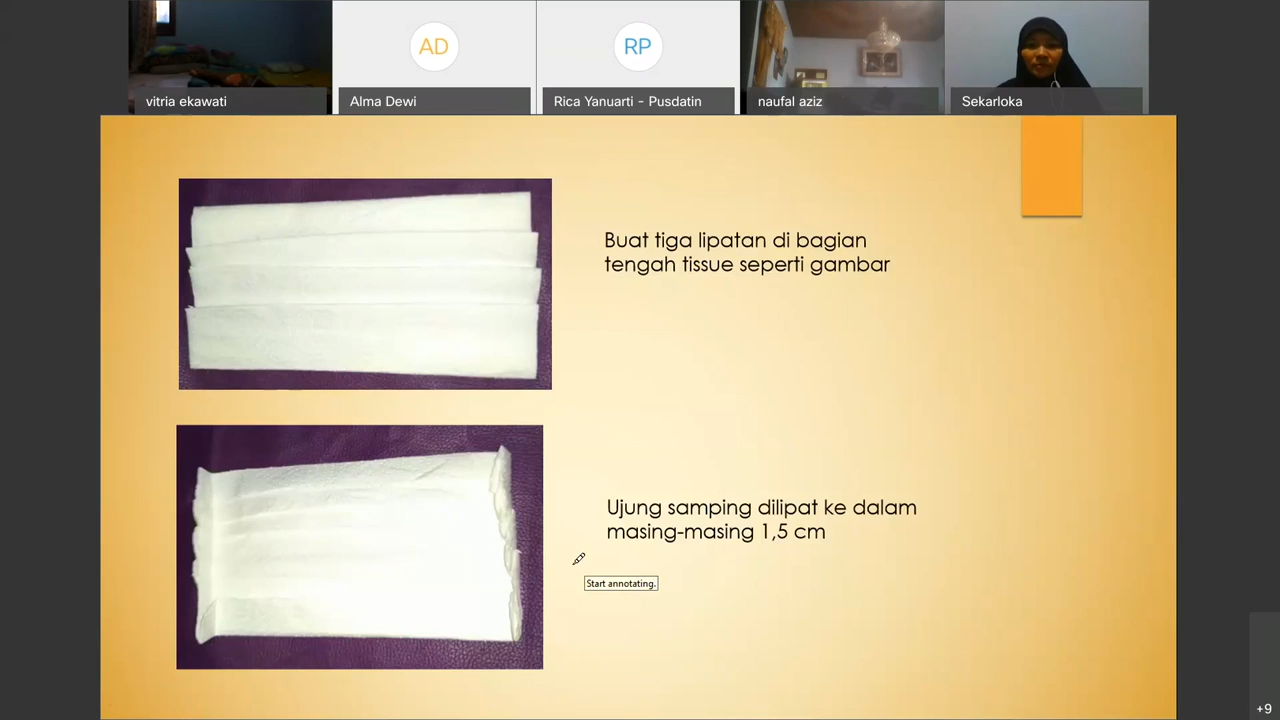 AD
RP
vitria ekawati
Alma Dewi
Rica Yanuarti - Pusdatin
naufal aziz
Sekarloka
Buat tiga lipatan di bagian
tengah tissue seperti gambar
Ujung samping dilipat ke dalam
masing-masing 1,5 cm
Start annotating.
+9